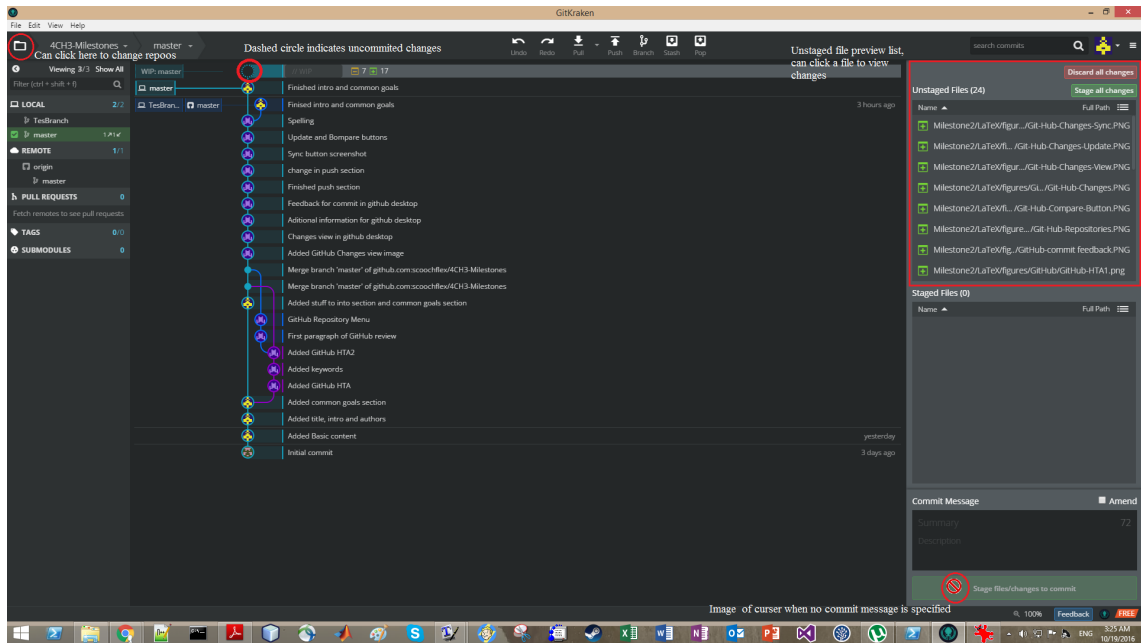 GitKraken
File Edit View Help
4CH3-Milestones
master
Can click here to change repoos
Dashed circle indicates uncommited changes
Undo Redo Pull Push Branch Stash Pop
Unstaged file preview list,
can click a file to view
changes
search commits
Viewing 3/3 Show All
Filter (ctrl + shift + f)
LOCAL 2/2
TesBranch
master 1 1
REMOTE 1/1
origin
master
PULL REQUESTS 0
Fetch remotes to see pull requests
TAGS 0/0
SUBMODULES 0
WIP: master
// WIP 7 17
master Finished intro and common goals
TesBran... master Finised intro and common goals 3 hours ago
Spelling
Update and Bompare buttons
Sync button screenshot
change in push section
Finished push section
Feedback for commit in github desktop
Aditional information for github desktop
Changes view in github desktop
Added GitHub Changes view image
Merge branch 'master' of github.com:scoochflex/4CH3-Milestones
Merge branch 'master' of github.com:scoochflex/4CH3-Milestones
Added stuff to into section and common goals section
GitHub Repository Menu
First paragraph of GitHub review
Added GitHub HTA2
Added keywords
Added GitHub HTA
Added common goals section
Added title, intro and authors
Added Basic content yesterday
Initial commit 3 days ago
Discard all changes
Unstaged Files (24) Stage all changes
Name Full Path
Milestone2/LaTeX/figur.../Git-Hub-Changes-Sync.PNG
Milestone2/LaTeX/fi... /Git-Hub-Changes-Update.PNG
Milestone2/LaTeX/figur.../Git-Hub-Changes-View.PNG
Milestone2/LaTeX/figures/Gi.../Git-Hub-Changes.PNG
Milestone2/LaTeX/fi... /Git-Hub-Compare-Button.PNG
Milestone2/LaTeX/figure... /Git-Hub-Repositories.PNG
Milestone2/LaTeX/fig../GitHub-commit feedback.PNG
Milestone2/LaTeX/figures/GitHub/GitHub-HTA1.png
Staged Files (0)
Name Full Path
Commit Message Amend
Summary 72
Description
Stage files/changes to commit
Image of curser when no commit message is specified
100% Feedback FREE
ENG 3:25 AM
10/19/2016